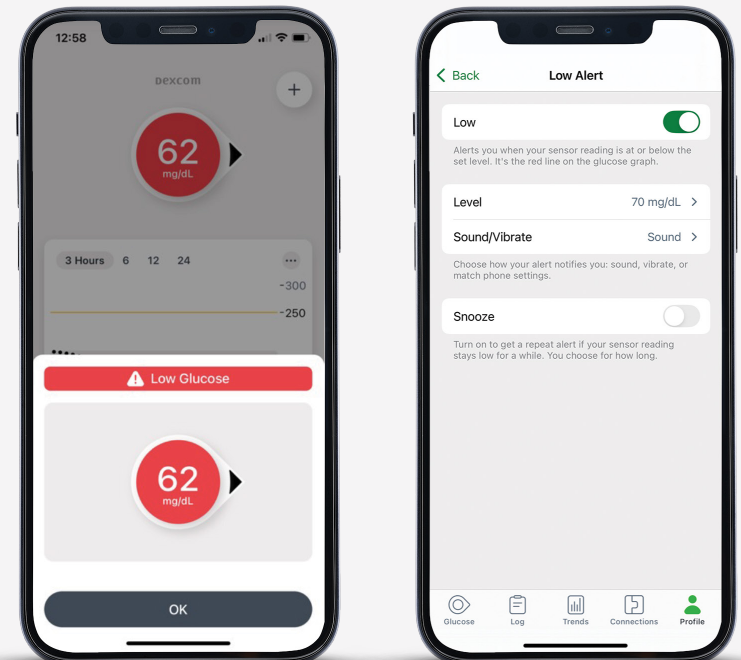 12:58
Dexcom
+
62
mg/dL
3 Hours 6 12 24 ...
-300
-250
Low Glucose
62
mg/dL
OK
Back Low Alert
Low
Alerts you when your sensor reading is at or below the
set level. It's the red line on the glucose graph.
Level 70 mg/dL >
Sound/Vibrate Sound >
Choose how your alert notifies you: sound, vibrate, or
match phone settings.
Snooze
Turn on to get a repeat alert if your sensor reading
stays low for a while. You choose for how long.
Glucose Log Trends Connections Profile